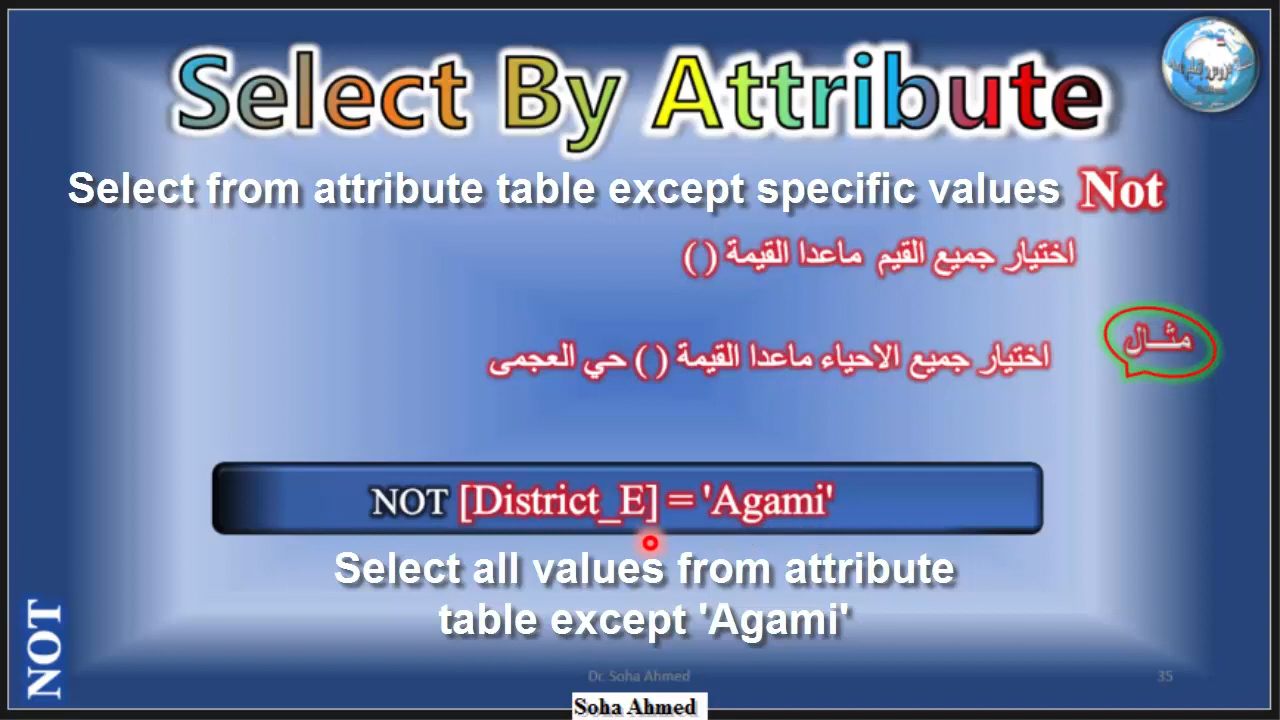 Select By Attribute
Select from attribute table except specific values Not
اختيار جميع القيم ماعدا القيمة ( )
مثـــال
اختيار جميع الاحياء ماعدا القيمة ( ) حي العجمى
NOT [District_E] = 'Agami'
Select all values from attribute
table except 'Agami'
NOT
Dr. Soha Ahmed
35
Soha Ahmed